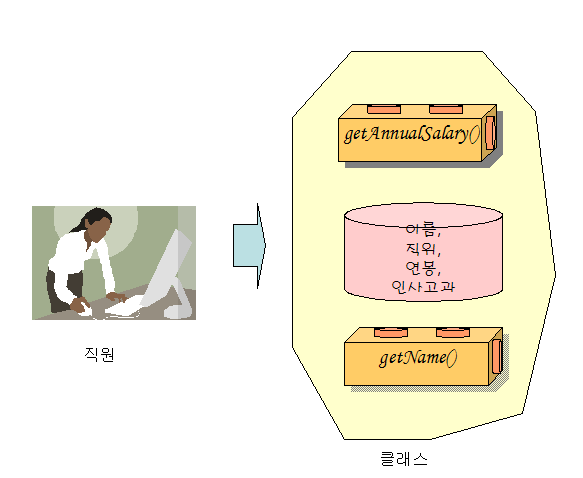 getAnnualSalary()
이름,
직위,
연봉,
인사고과
getName()
직원
클래스